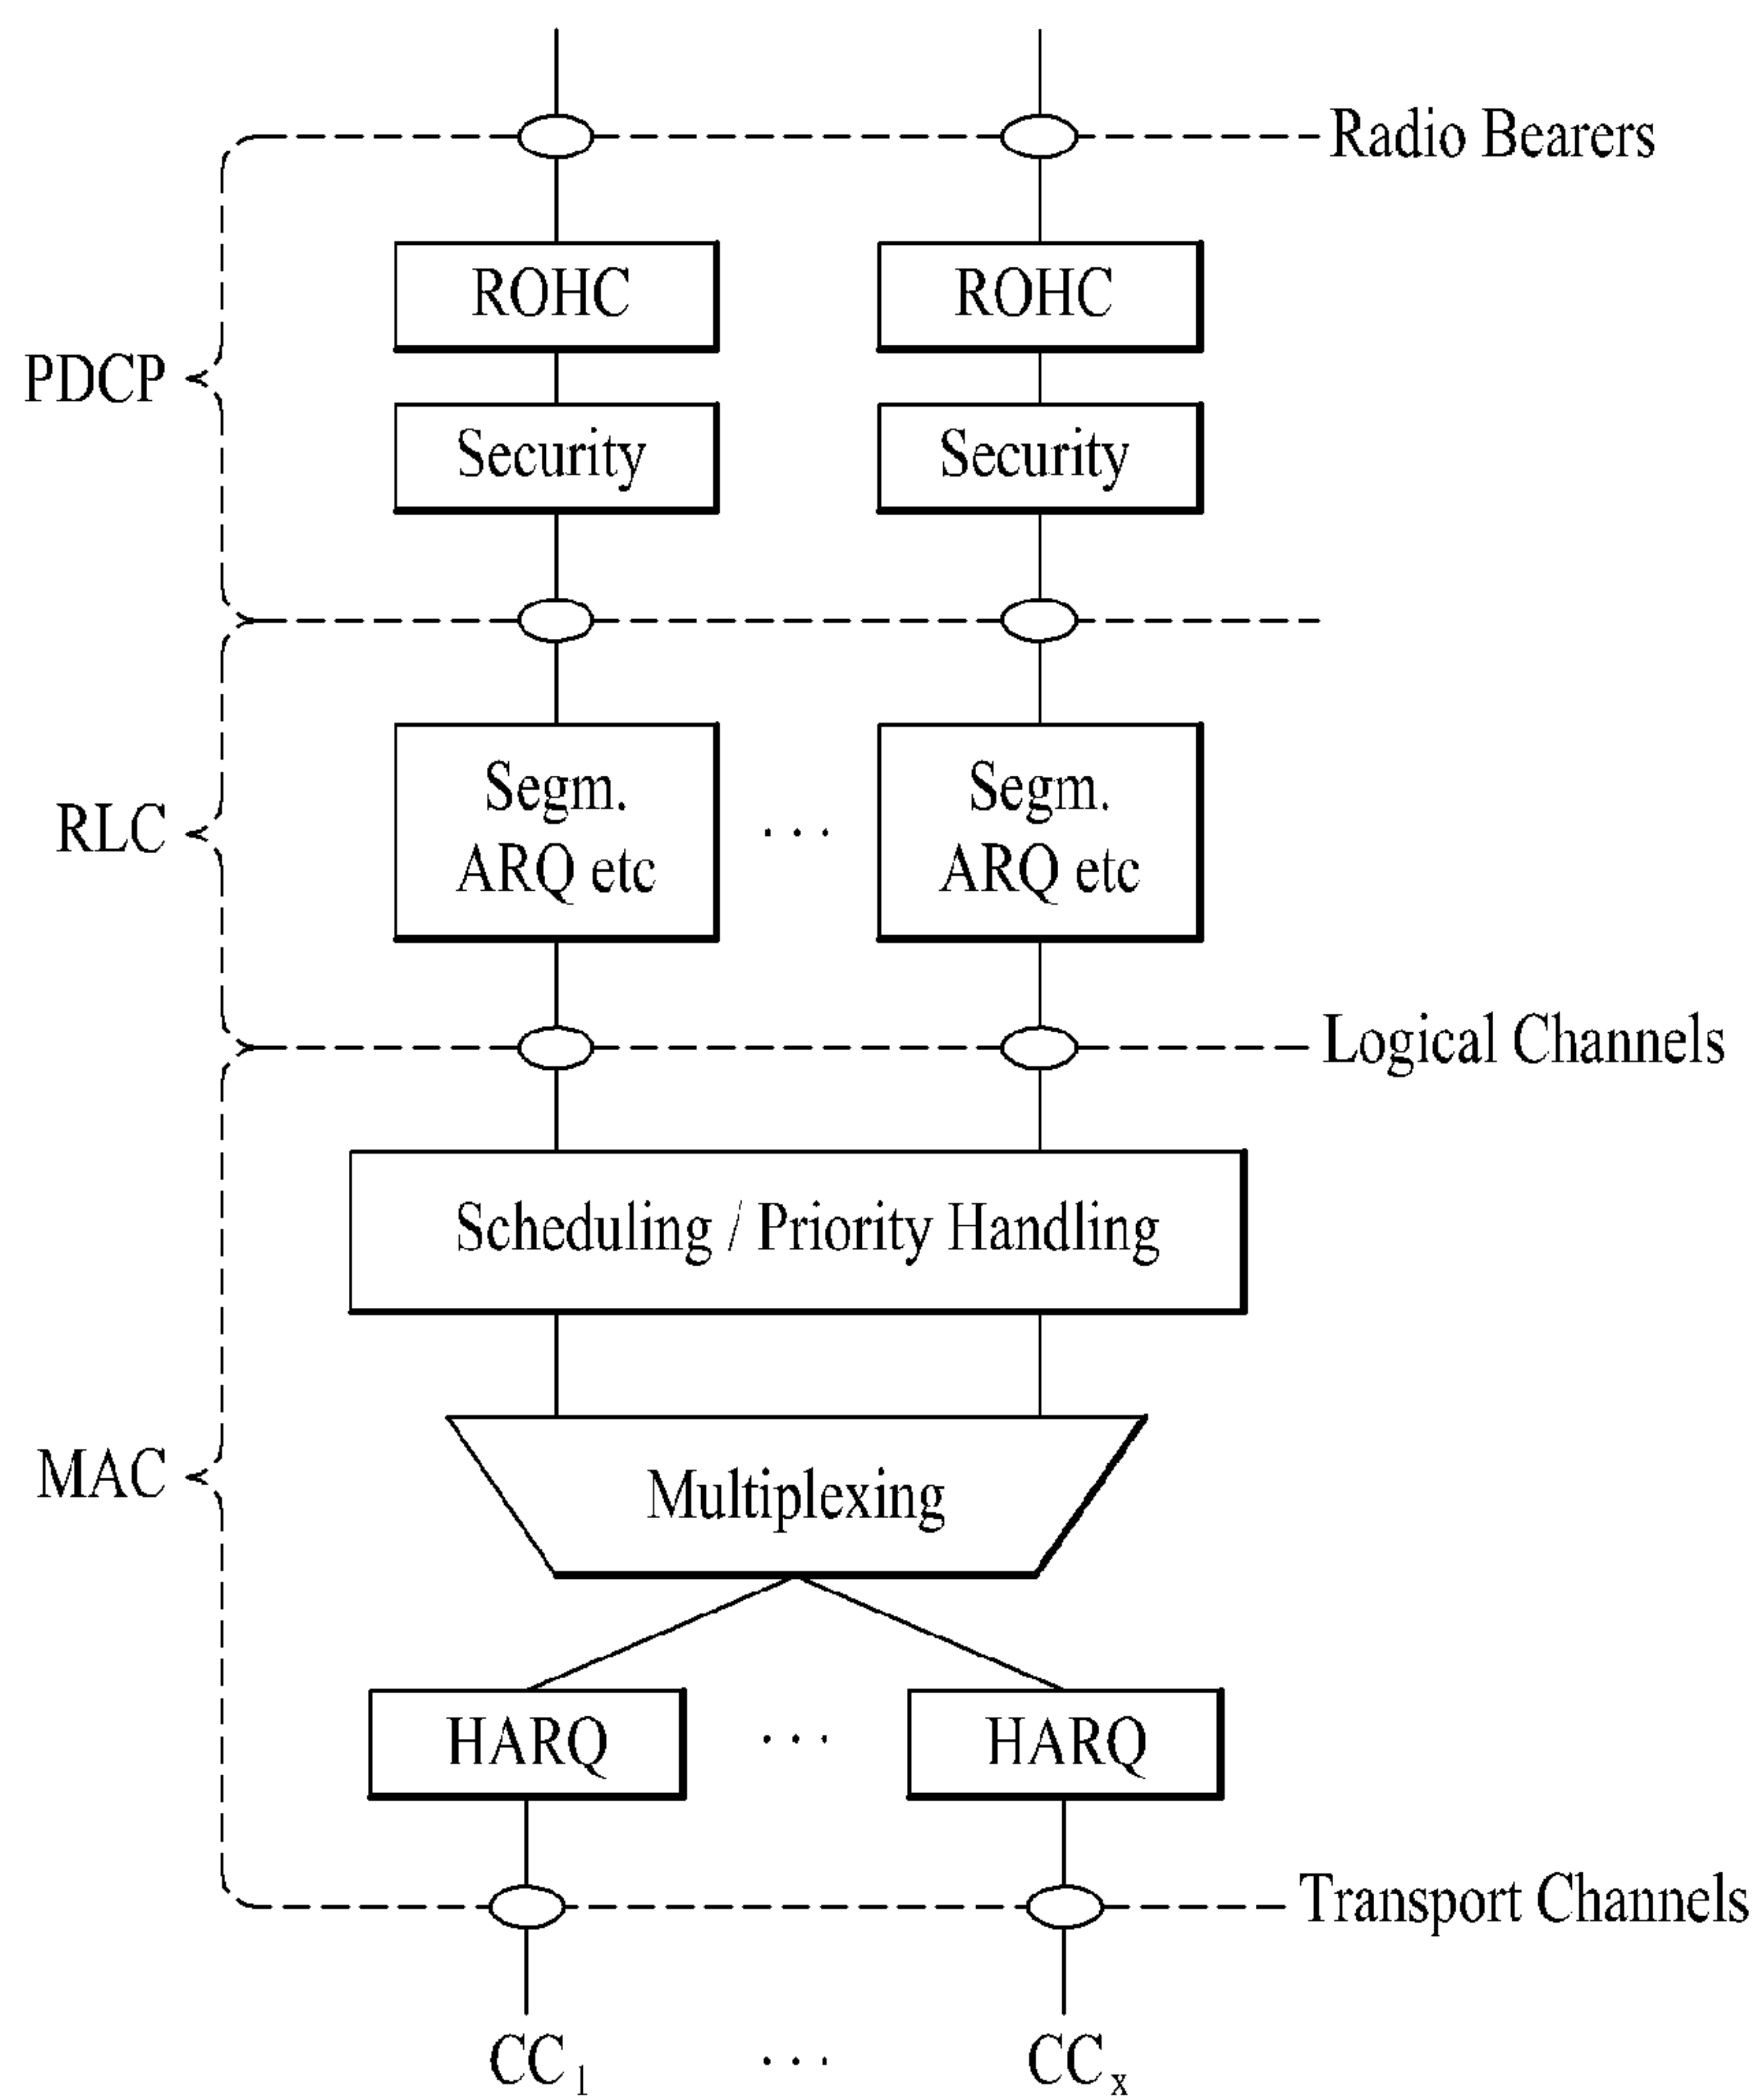 Radio Bearers
ROHC ROHC
PDCP
Security Security
Segm. Segm.
RLC ...
ARQ etc ARQ etc
Logical Channels
Scheduling / Priority Handling
MAC
Multiplexing
HARQ ... HARQ
Transport Channels
CC1 ... CCx